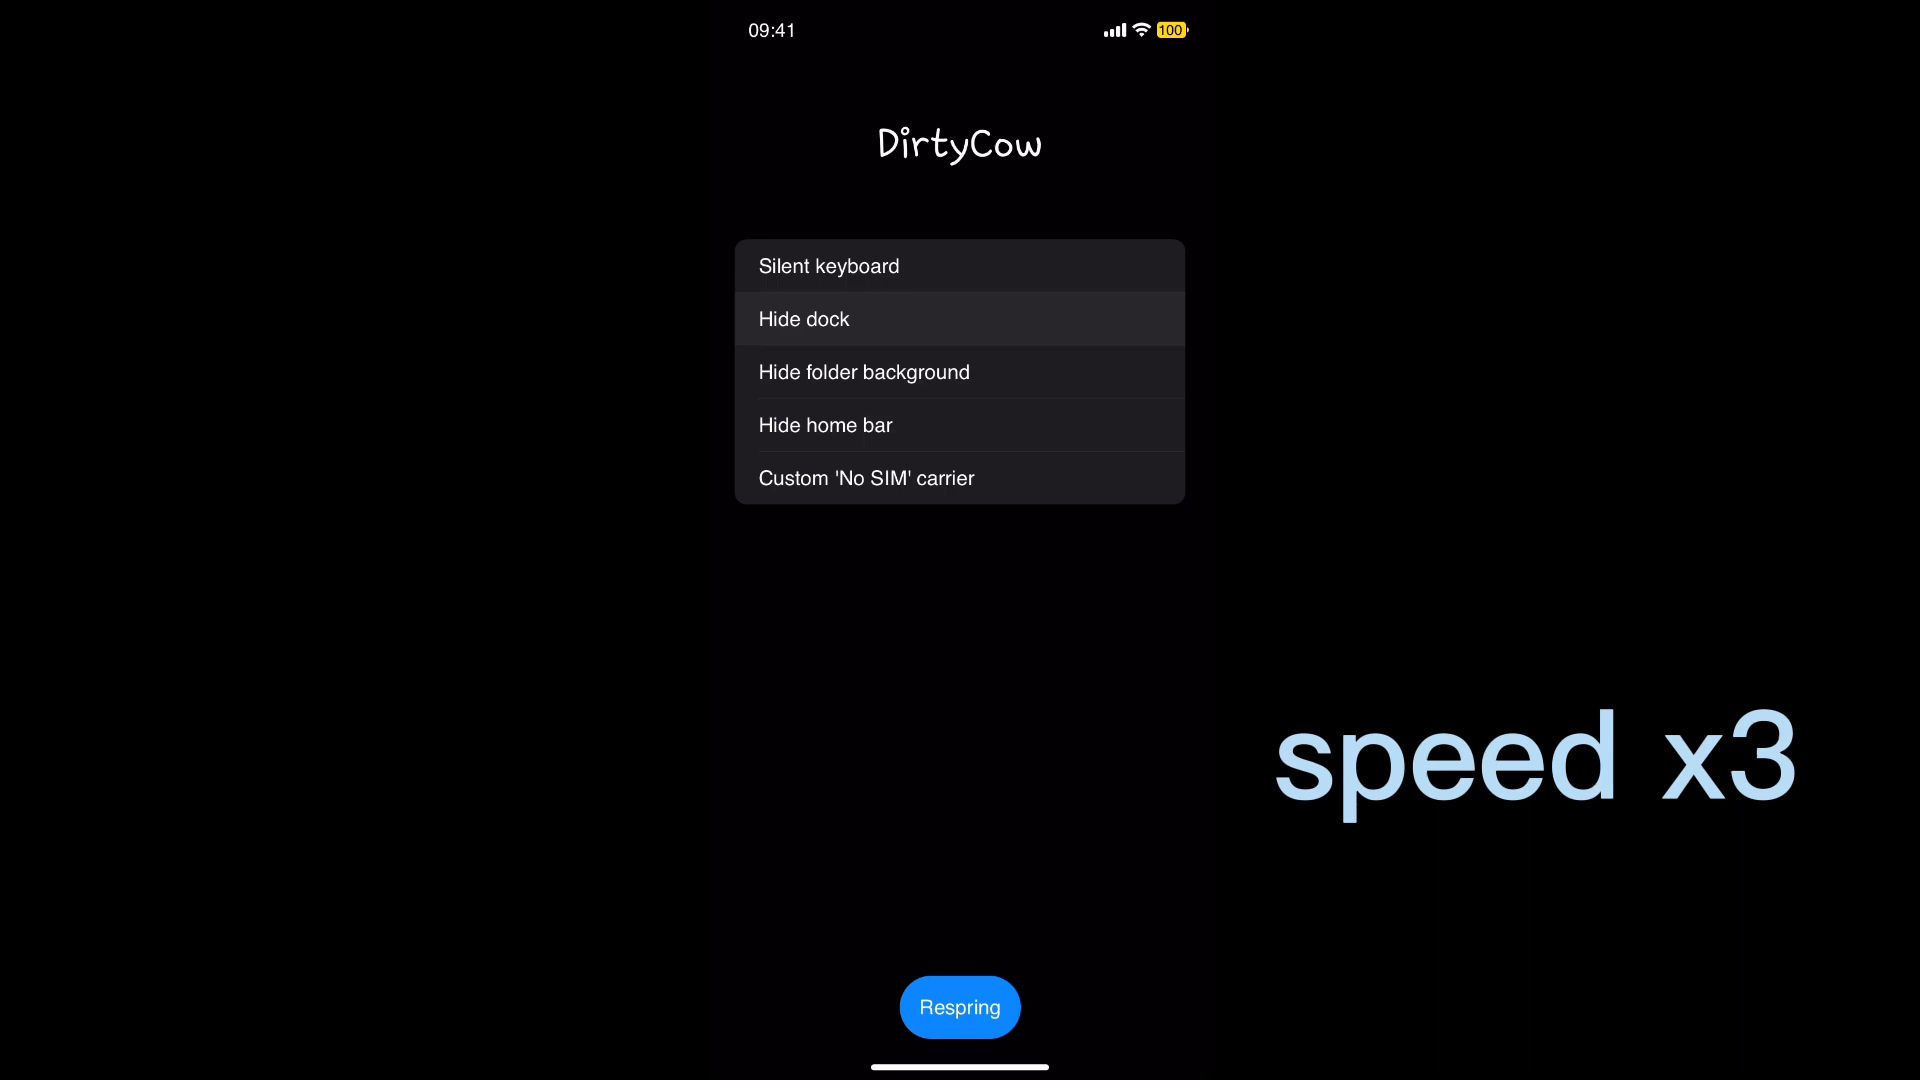 09:41
100
DirtyCow
Silent keyboard
Hide dock
Hide folder background
Hide home bar
Custom 'No SIM' carrier
speed x3
Respring